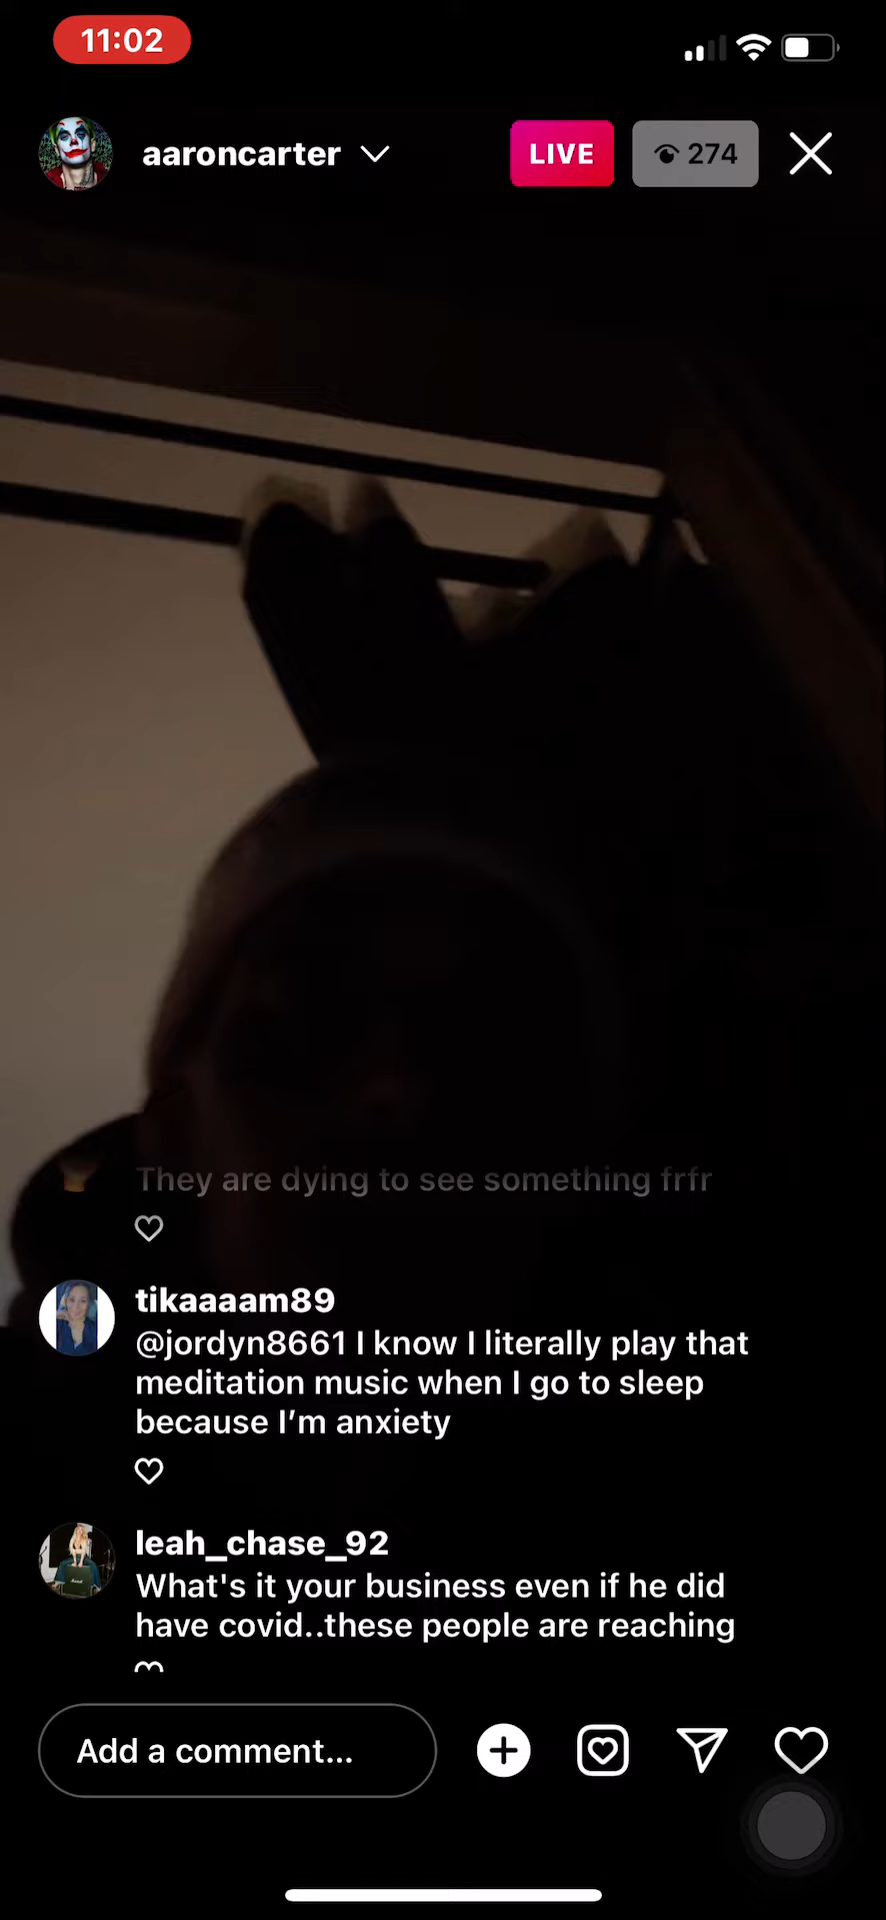 11:02
aaroncarter
LIVE
274
They are dying to see something frfr
tikaaaam89
@jordyn8661 I know I literally play that
meditation music when I go to sleep
because I’m anxiety
leah_chase_92
What's it your business even if he did
have covid..these people are reaching
Add a comment...